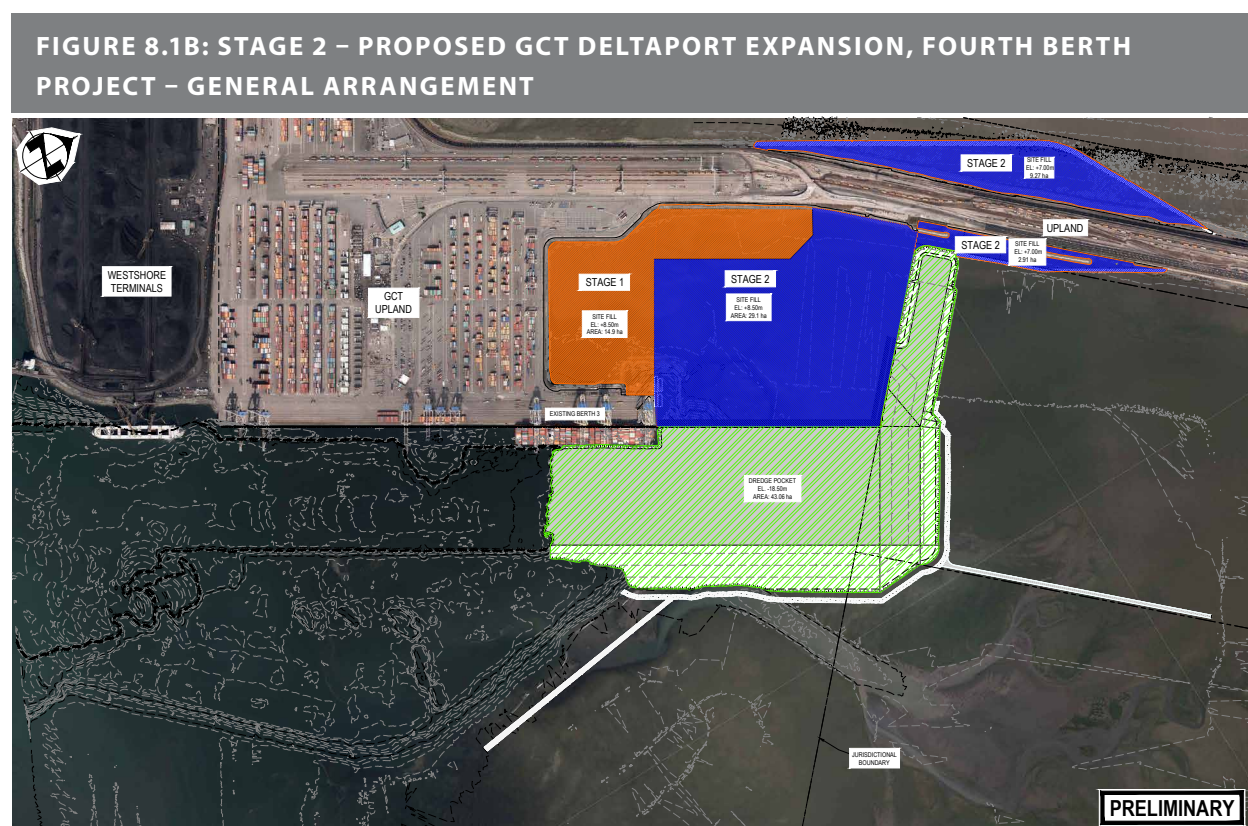 FIGURE 8.1B: STAGE 2 – PROPOSED GCT DELTAPORT EXPANSION, FOURTH BERTH
PROJECT – GENERAL ARRANGEMENT
STAGE 2
SITE FILL
EL: +7.00m
9.27 ha
UPLAND
STAGE 2
SITE FILL
EL: +7.00m
2.91 ha
WESTSHORE
TERMINALS
GCT
UPLAND
STAGE 1
SITE FILL
EL: +8.50m
AREA: 14.9 ha
STAGE 2
SITE FILL
EL: +8.50m
AREA: 29.1 ha
EXISTING BERTH 3
DREDGE POCKET
EL. -18.50m
AREA: 43.06 ha
JURISDICTIONAL
BOUNDARY
PRELIMINARY